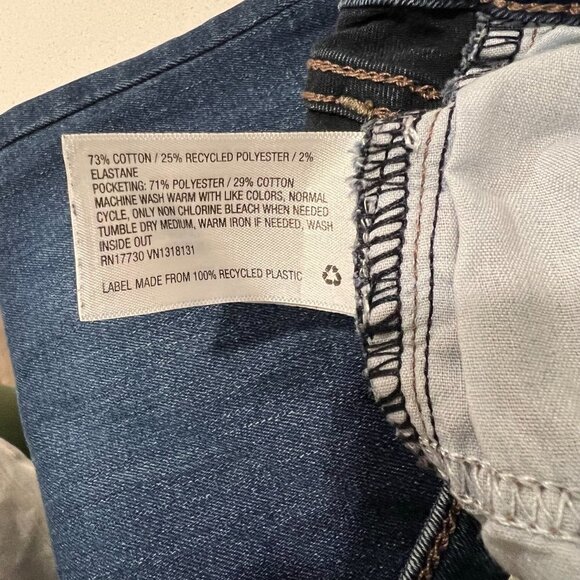 73% COTTON / 25% RECYCLED POLYESTER / 2%
ELASTANE
POCKETING: 71% POLYESTER / 29% COTTON
MACHINE WASH WARM WITH LIKE COLORS, NORMAL
CYCLE, ONLY NON CHLORINE BLEACH WHEN NEEDED
TUMBLE DRY MEDIUM, WARM IRON IF NEEDED, WASH
INSIDE OUT
RN17730 VN1318131
LABEL MADE FROM 100% RECYCLED PLASTIC